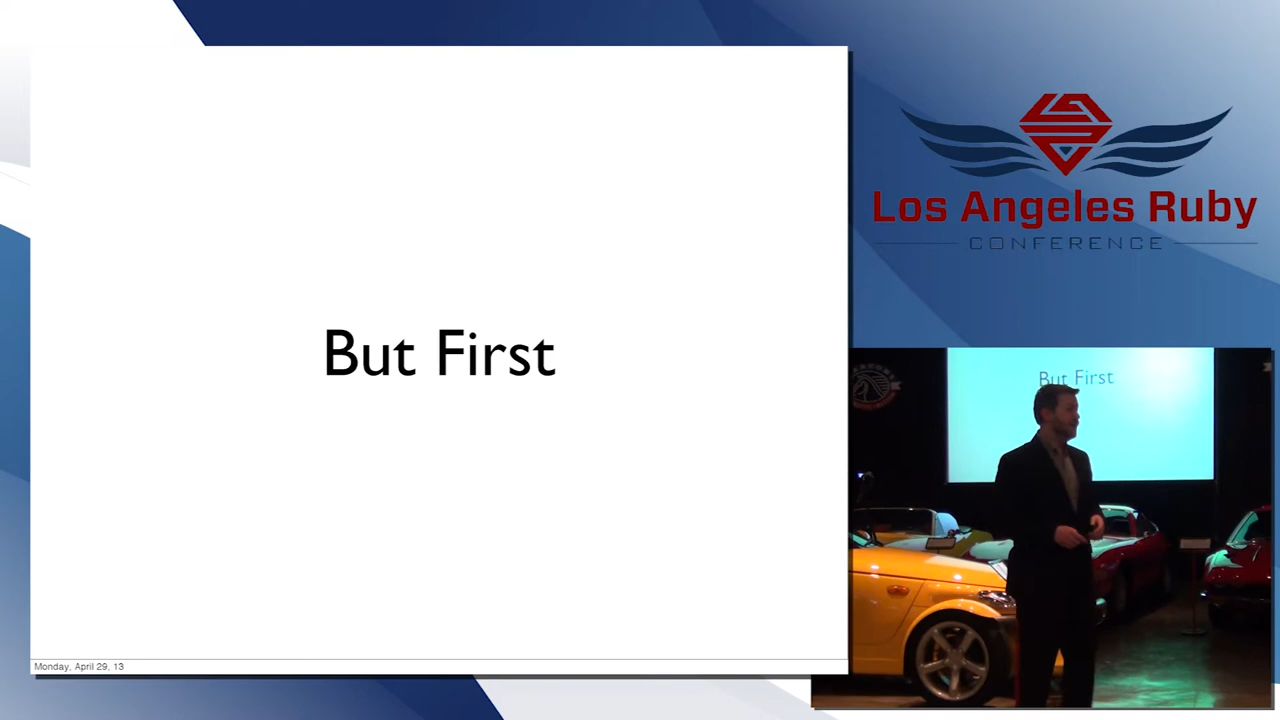 But First
Monday, April 29, 13
Los Angeles Ruby
CONFERENCE
But First